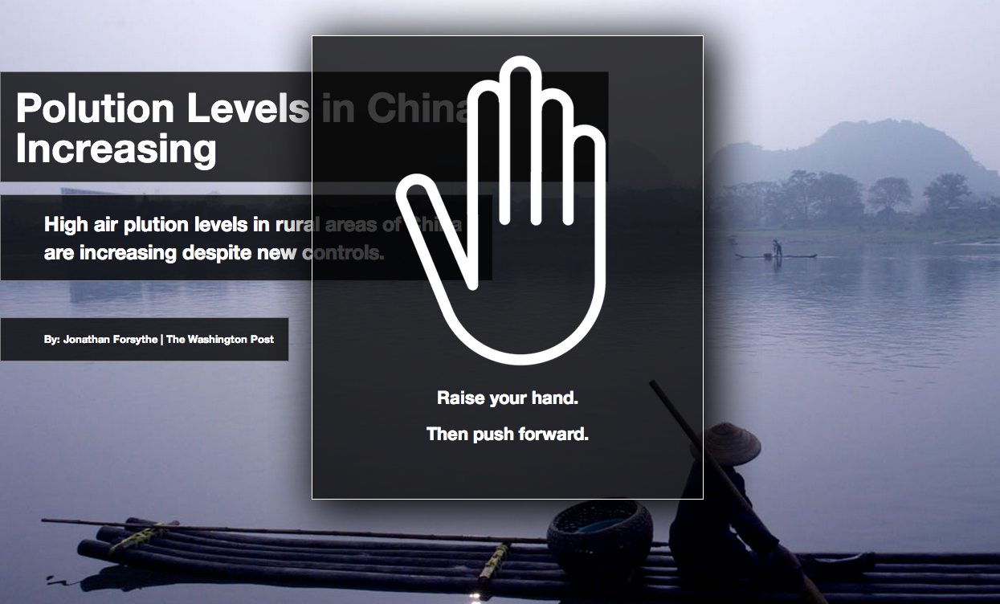 Polution Levels in China
Increasing
High air plution levels in rural areas of China
are increasing despite new controls.
By: Jonathan Forsythe | The Washington Post
Raise your hand.
Then push forward.